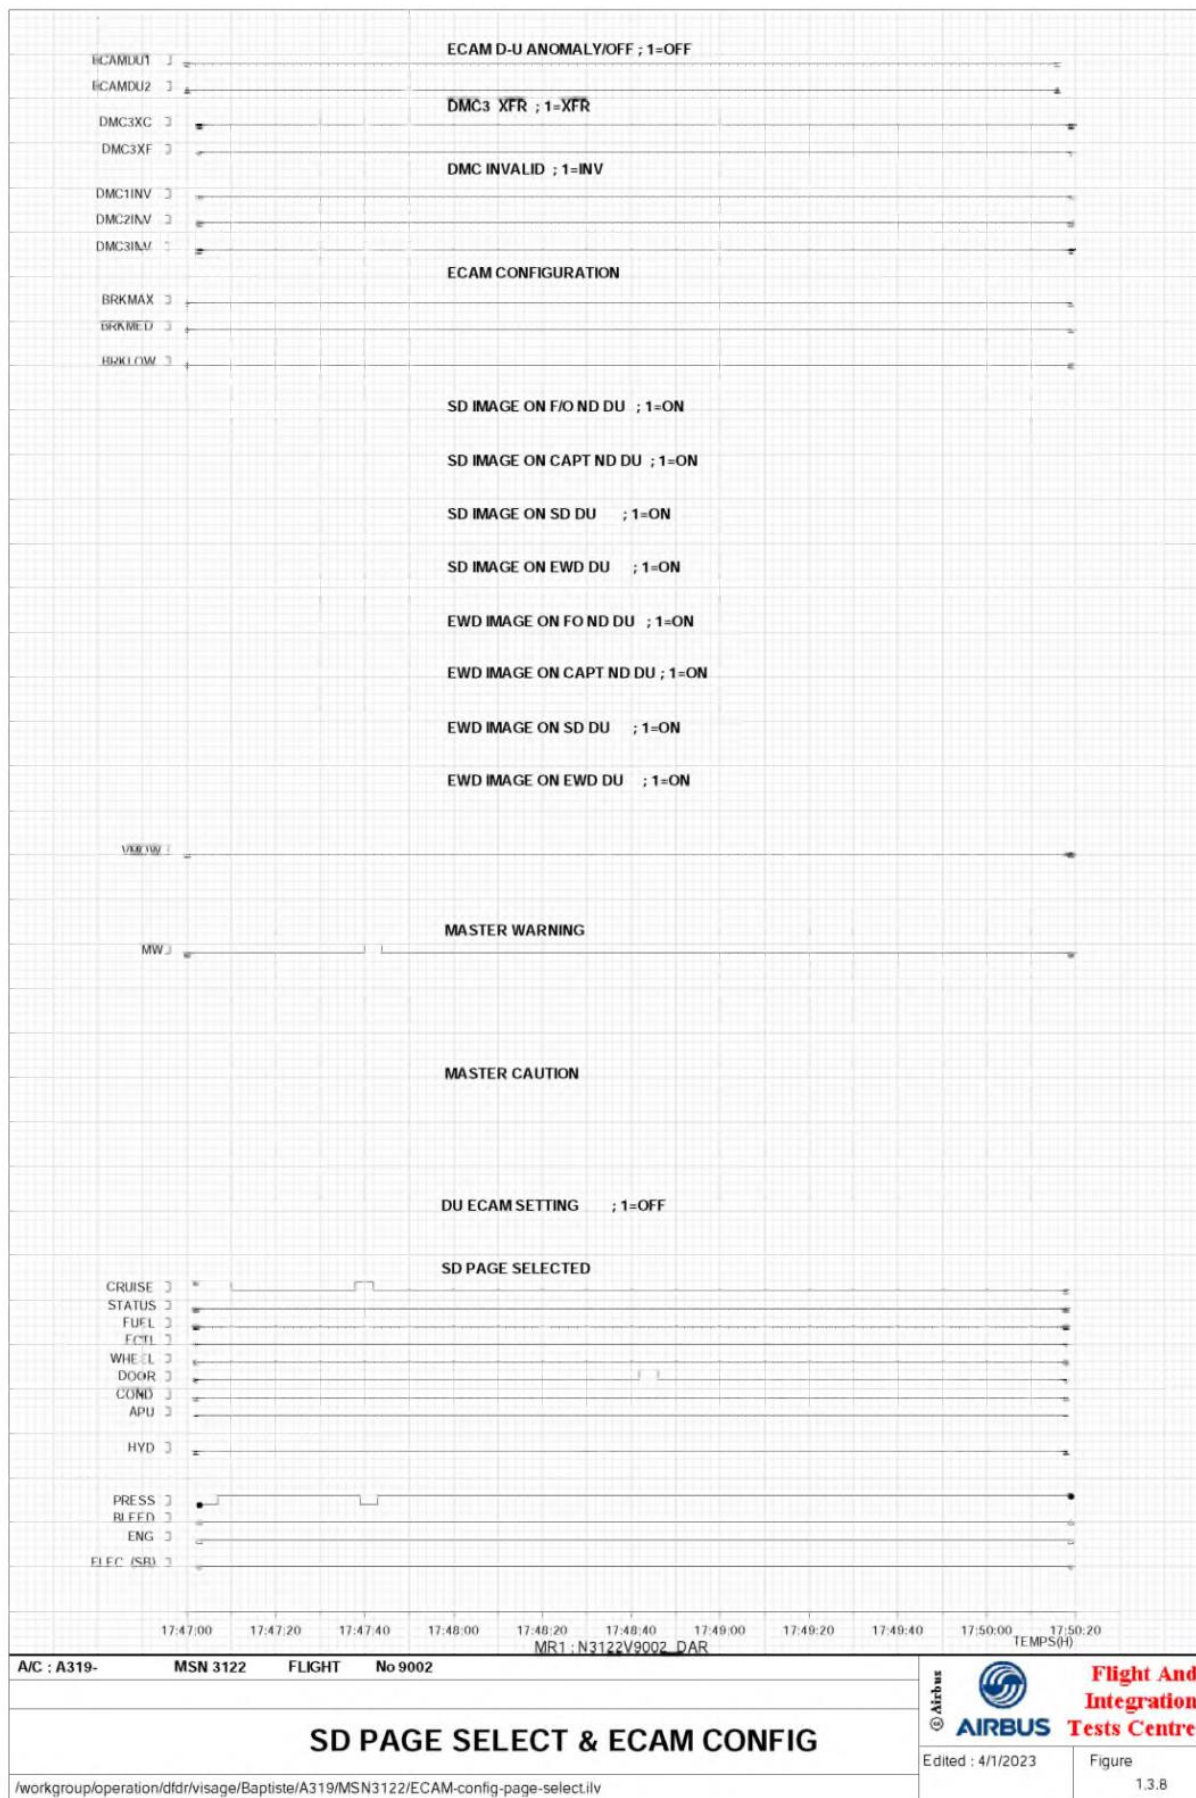 ECAM D-U ANOMALY/OFF ; 1=OFF
ECAMDU1
ECAMDU2
DMC3 XFR ; 1=XFR
DMC3XC
DMC3XF
DMC INVALID ; 1=INV
DMC1INV
DMC2INV
DMC3INV
ECAM CONFIGURATION
BRKMAX
BRKMED
BRKLOW
SD IMAGE ON F/O ND DU ; 1=ON
SD IMAGE ON CAPT ND DU ; 1=ON
SD IMAGE ON SD DU ; 1=ON
SD IMAGE ON EWD DU ; 1=ON
EWD IMAGE ON FO ND DU ; 1=ON
EWD IMAGE ON CAPT ND DU ; 1=ON
EWD IMAGE ON SD DU ; 1=ON
EWD IMAGE ON EWD DU ; 1=ON
VMOW
MASTER WARNING
MW
MASTER CAUTION
DU ECAM SETTING ; 1=OFF
SD PAGE SELECTED
CRUISE
STATUS
FUEL
FCTL
WHEEL
DOOR
COND
APU
HYD
PRESS
BLEED
ENG
ELEC (SB)
17:47:00 17:47:20 17:47:40 17:48:00 17:48:20 17:48:40 17:49:00 17:49:20 17:49:40 17:50:00 17:50:20
MR1 : N3122V9002_DAR
TEMPS(H)
A/C : A319- MSN 3122 FLIGHT No 9002
SD PAGE SELECT & ECAM CONFIG
/workgroup/operation/dfdr/visage/Baptiste/A319/MSN3122/ECAM-config-page-select.ilv
© Airbus
AIRBUS
Flight And
Integration
Tests Centre
Edited : 4/1/2023
Figure
1.3.8